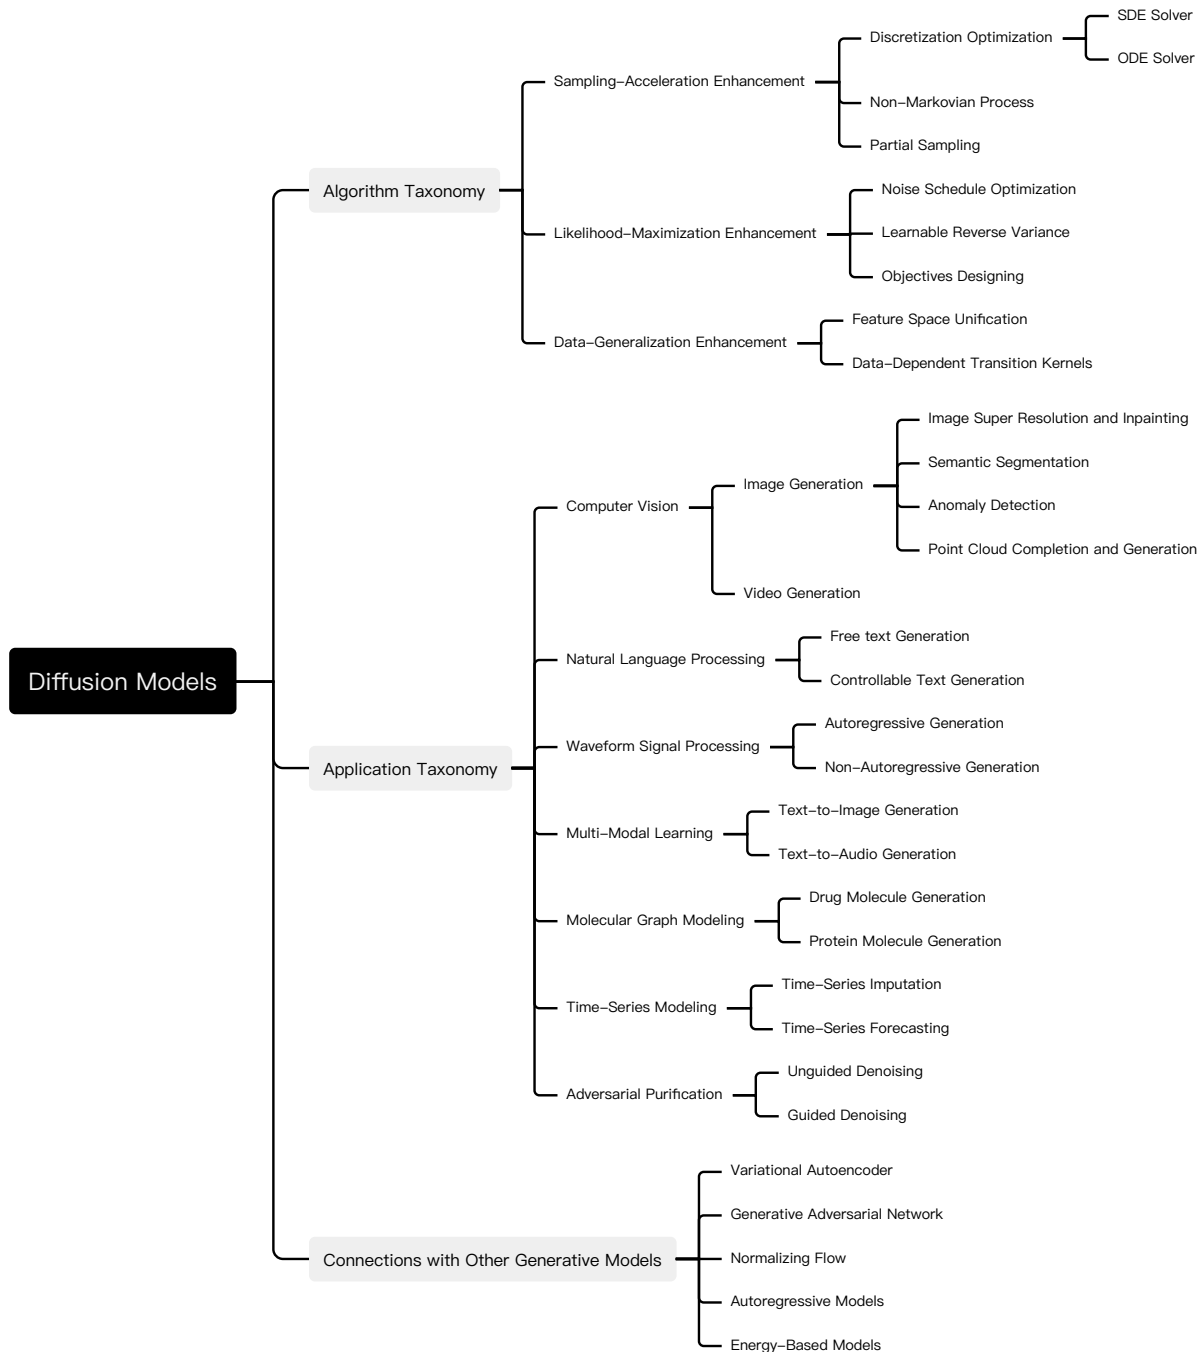 SDE Solver
Discretization Optimization
ODE Solver
Sampling–Acceleration Enhancement
Non–Markovian Process
Partial Sampling
Algorithm Taxonomy
Noise Schedule Optimization
Likelihood–Maximization Enhancement
Learnable Reverse Variance
Objectives Designing
Feature Space Unification
Data–Generalization Enhancement
Data–Dependent Transition Kernels
Image Super Resolution and Inpainting
Semantic Segmentation
Image Generation
Computer Vision
Anomaly Detection
Point Cloud Completion and Generation
Video Generation
Free text Generation
Natural Language Processing
Controllable Text Generation
Diffusion Models
Autoregressive Generation
Waveform Signal Processing
Non–Autoregressive Generation
Application Taxonomy
Text–to–Image Generation
Multi–Modal Learning
Text–to–Audio Generation
Drug Molecule Generation
Molecular Graph Modeling
Protein Molecule Generation
Time–Series Imputation
Time–Series Modeling
Time–Series Forecasting
Unguided Denoising
Adversarial Purification
Guided Denoising
Variational Autoencoder
Generative Adversarial Network
Connections with Other Generative Models
Normalizing Flow
Autoregressive Models
Energy–Based Models